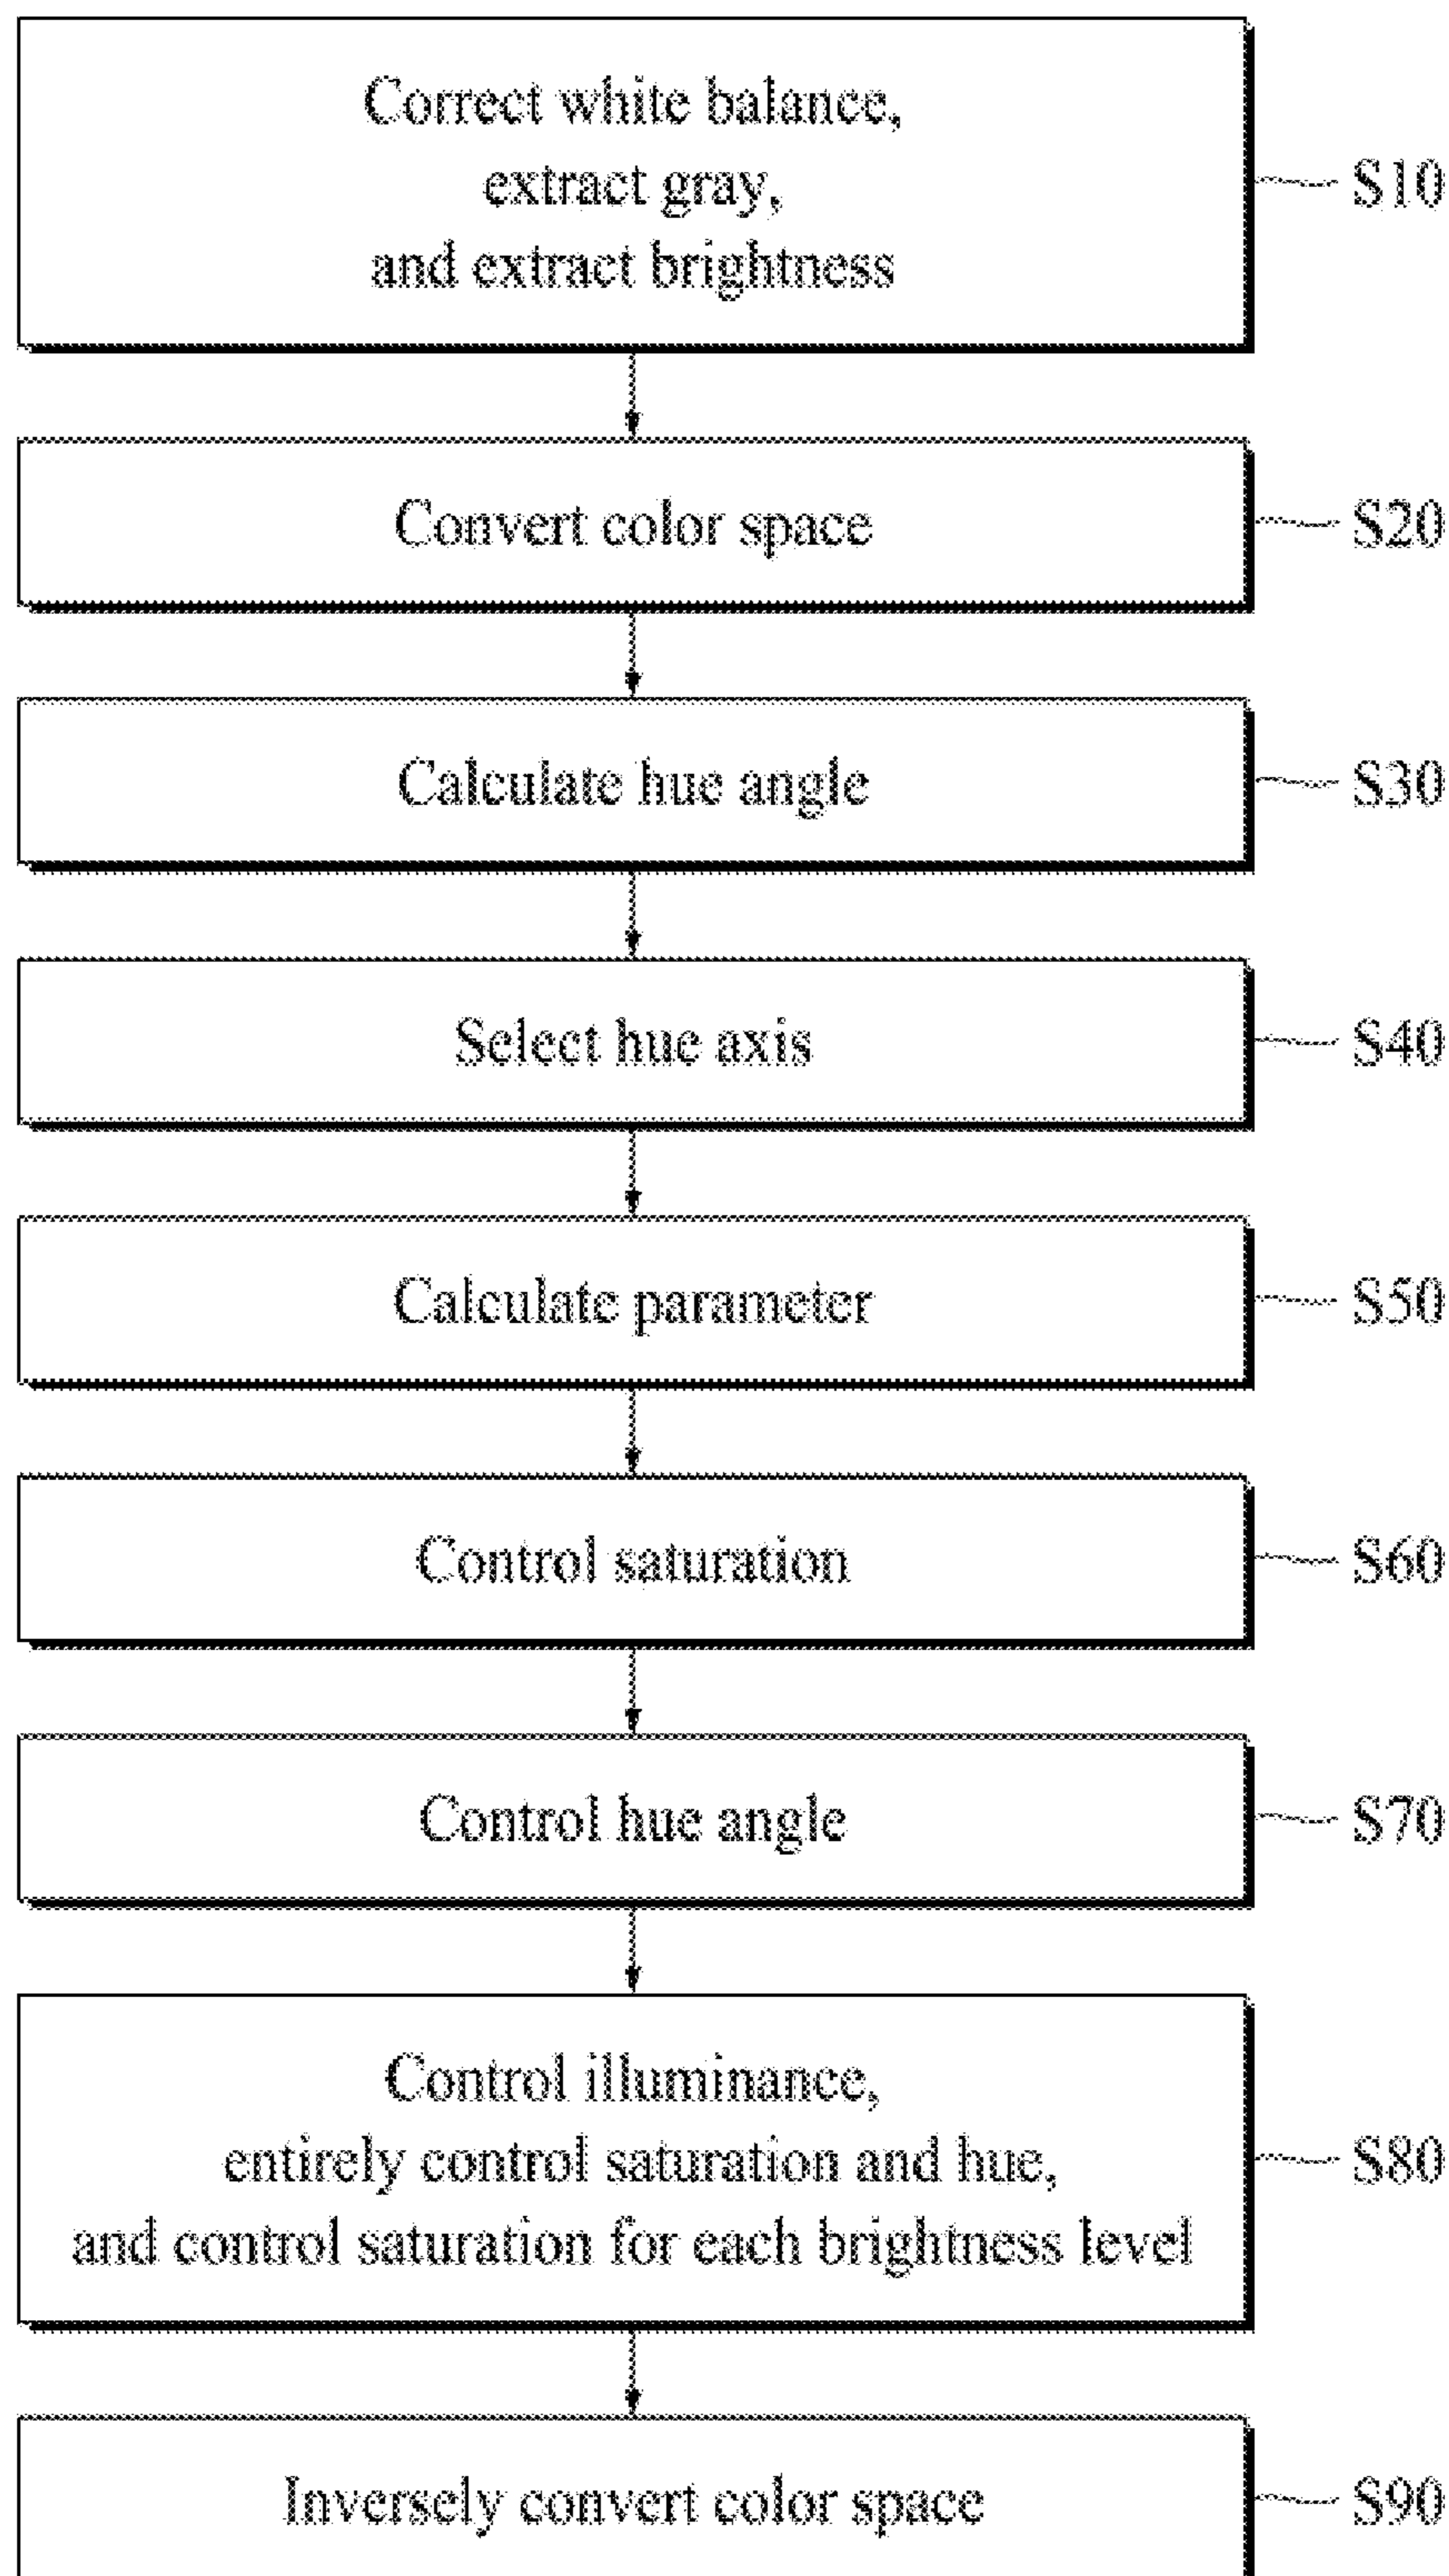 Correct white balance,
extract gray,
and extract brightness
S10
Convert color space
S20
Calculate hue angle
S30
Select hue axis
S40
Calculate parameter
S50
Control saturation
S60
Control hue angle
S70
Control illuminance,
entirely control saturation and hue,
and control saturation for each brightness level
S80
Inversely convert color space
S90